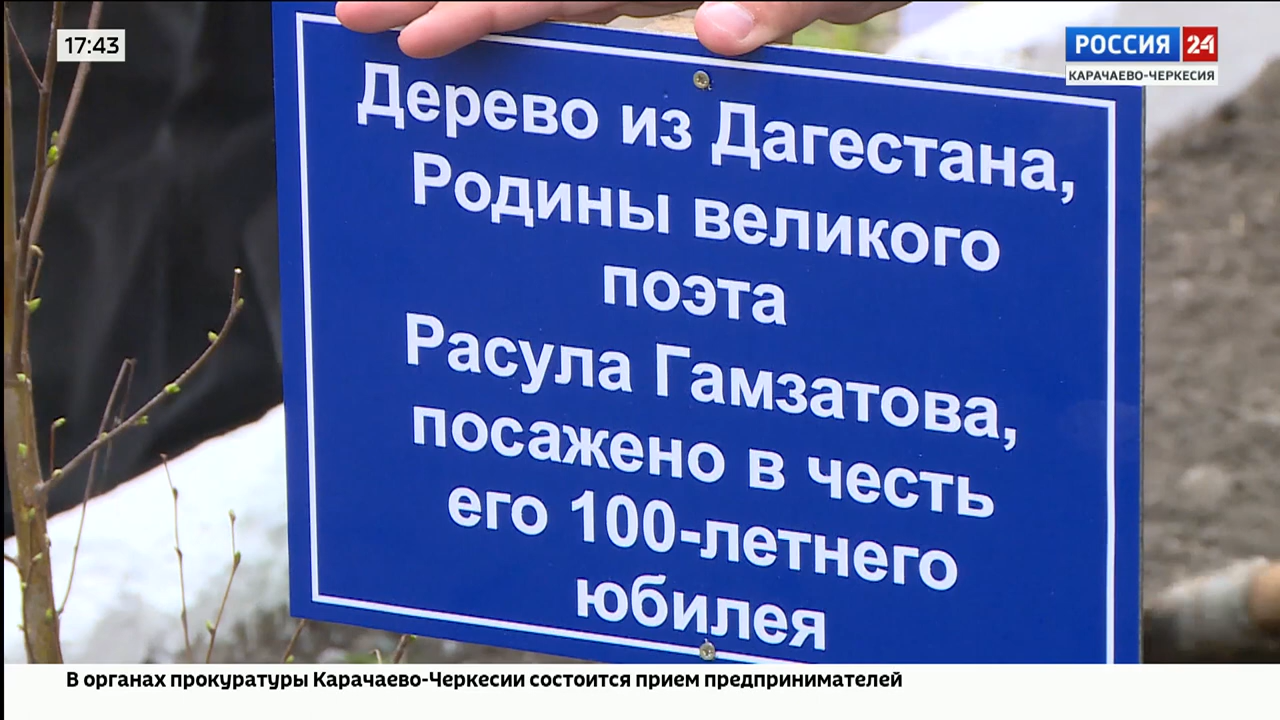 17:43
РОССИЯ 24
КАРАЧАЕВО-ЧЕРКЕСИЯ
Дерево из Дагестана,
Родины великого
поэта
Расула Гамзатова,
посажено в честь
его 100-летнего
юбилея
В органах прокуратуры Карачаево-Черкесии состоится прием предпринимателей